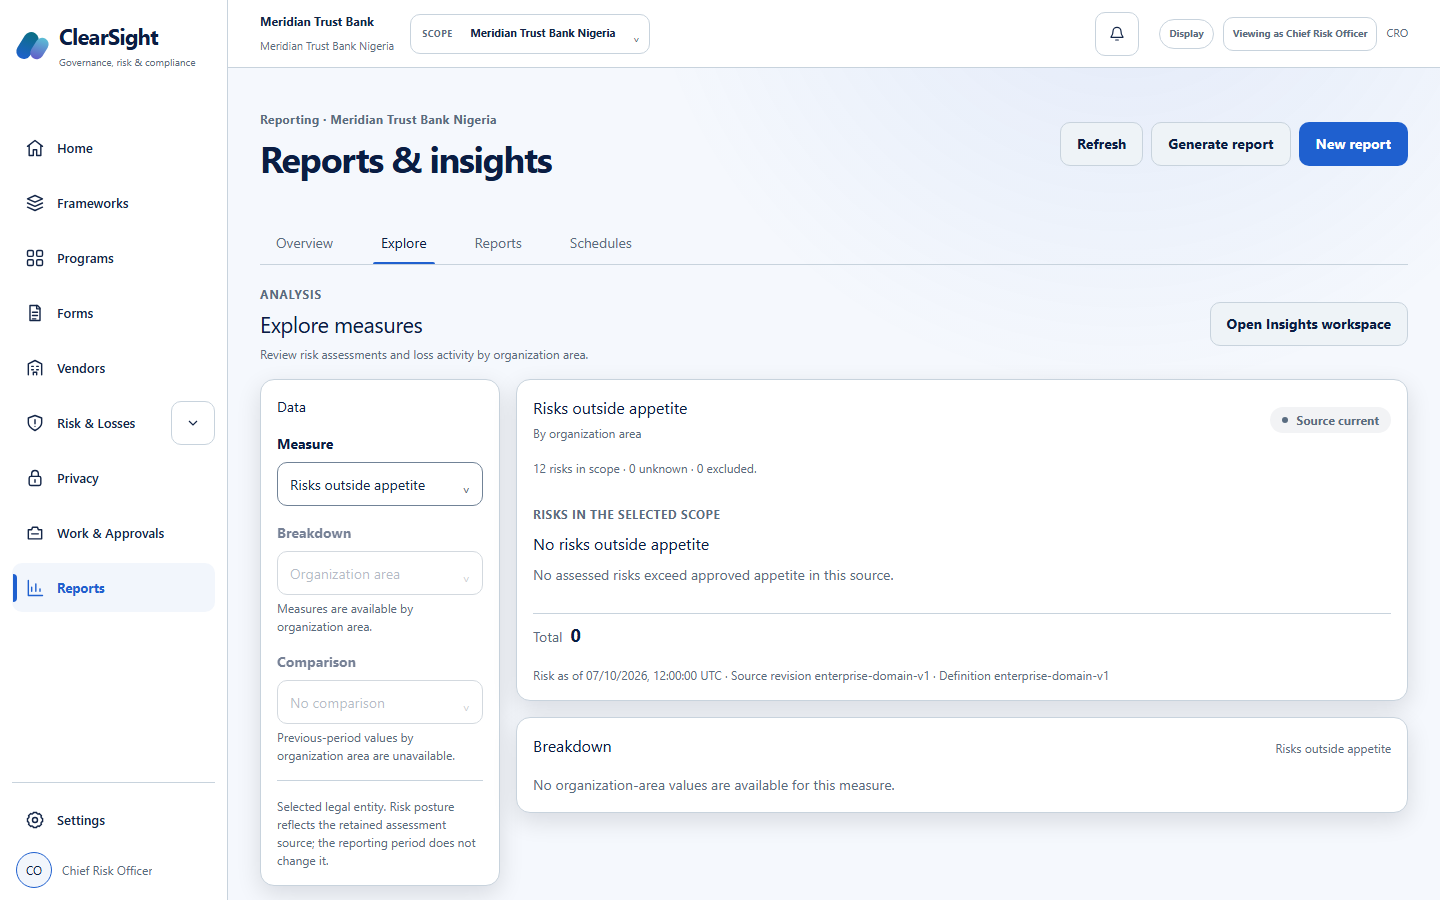 ClearSight
Governance, risk & compliance
Home
Frameworks
Programs
Forms
Vendors
Risk & Losses
Privacy
Work & Approvals
Reports
Settings
CO
Chief Risk Officer
Meridian Trust Bank
Meridian Trust Bank Nigeria
SCOPE
Meridian Trust Bank Nigeria
Display
Viewing as Chief Risk Officer
CRO
Reporting · Meridian Trust Bank Nigeria
Reports & insights
Refresh
Generate report
New report
Overview
Explore
Reports
Schedules
ANALYSIS
Explore measures
Review risk assessments and loss activity by organization area.
Open Insights workspace
Data
Measure
Risks outside appetite
Breakdown
Organization area
Measures are available by
organization area.
Comparison
No comparison
Previous-period values by
organization area are unavailable.
Selected legal entity. Risk posture
reflects the retained assessment
source; the reporting period does not
change it.
Risks outside appetite
By organization area
Source current
12 risks in scope · 0 unknown · 0 excluded.
RISKS IN THE SELECTED SCOPE
No risks outside appetite
No assessed risks exceed approved appetite in this source.
Total 0
Risk as of 07/10/2026, 12:00:00 UTC · Source revision enterprise-domain-v1 · Definition enterprise-domain-v1
Breakdown
Risks outside appetite
No organization-area values are available for this measure.